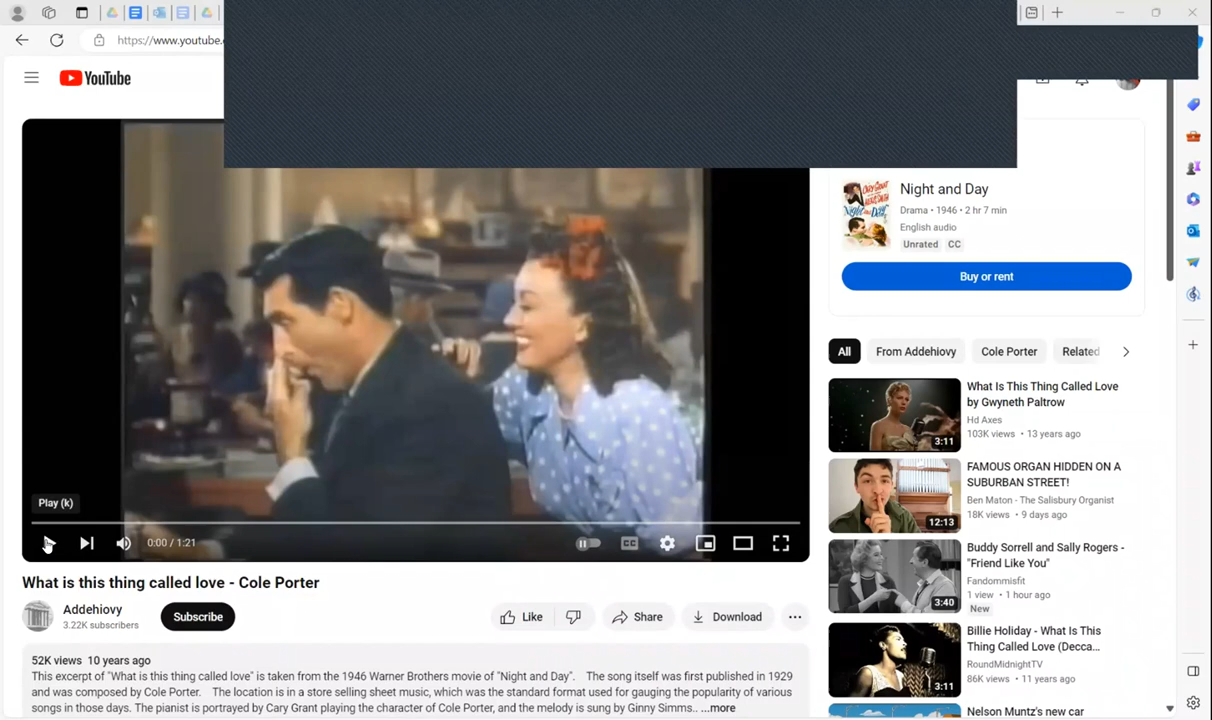 https://www.youtube.
YouTube
Night and Day
Drama • 1946 • 2 hr 7 min
English audio
Unrated CC
Buy or rent
All From Addehiovy Cole Porter Related
What Is This Thing Called Love
by Gwyneth Paltrow
Hd Axes
103K views • 13 years ago
3:11
FAMOUS ORGAN HIDDEN ON A
SUBURBAN STREET!
Ben Maton - The Salisbury Organist
18K views • 9 days ago
12:13
Buddy Sorrell and Sally Rogers -
"Friend Like You"
Fandommisfit
1 view • 1 hour ago
New
3:40
Billie Holiday - What Is This
Thing Called Love (Decca...
RoundMidnightTV
86K views • 11 years ago
3:11
Nelson Muntz's new car
Play (k)
0:00 / 1:21
CC
What is this thing called love - Cole Porter
Addehiovy
3.22K subscribers
Subscribe
Like Share Download
52K views 10 years ago
This excerpt of "What is this thing called love" is taken from the 1946 Warner Brothers movie of "Night and Day". The song itself was first published in 1929
and was composed by Cole Porter. The location is in a store selling sheet music, which was the standard format used for gauging the popularity of various
songs in those days. The pianist is portrayed by Cary Grant playing the character of Cole Porter, and the melody is sung by Ginny Simms.. ...more